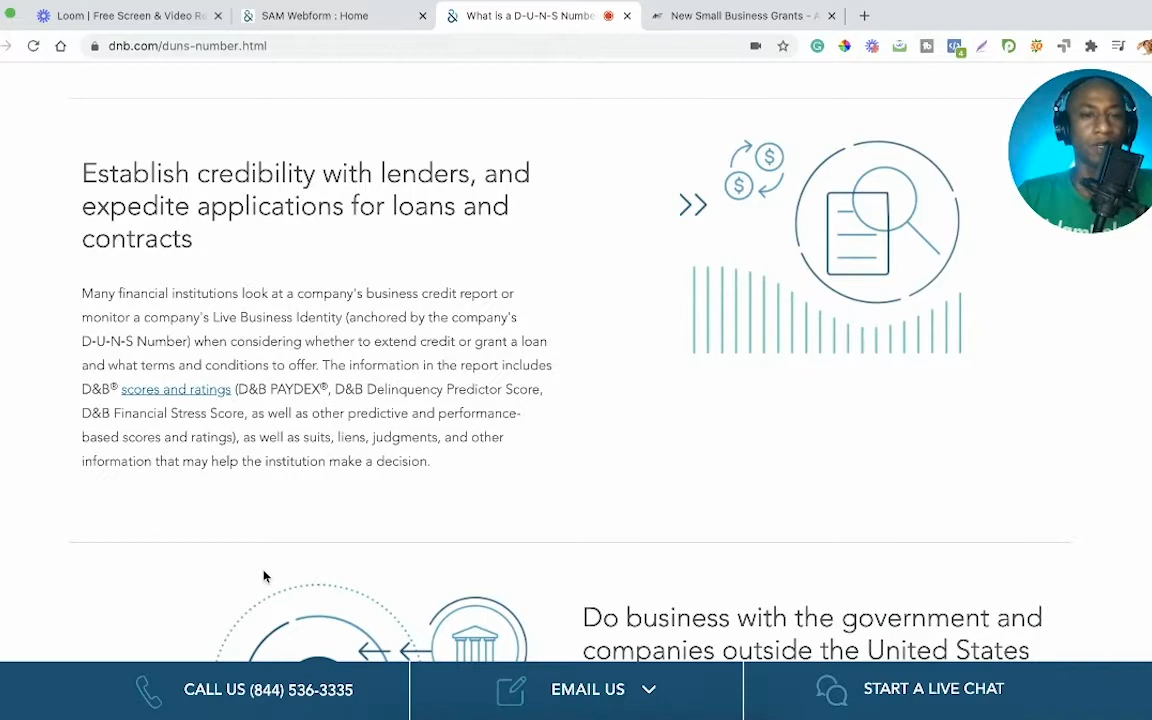 Loom | Free Screen & Video Re
SAM Webform : Home
What is a D-U-N-S Numbe
New Small Business Grants - A
dnb.com/duns-number.html
4
Establish credibility with lenders, and
expedite applications for loans and
contracts
$
$
Many financial institutions look at a company's business credit report or
monitor a company's Live Business Identity (anchored by the company's
D‑U‑N‑S Number) when considering whether to extend credit or grant a loan
and what terms and conditions to offer. The information in the report includes
D&B® scores and ratings (D&B PAYDEX®, D&B Delinquency Predictor Score,
D&B Financial Stress Score, as well as other predictive and performance-
based scores and ratings), as well as suits, liens, judgments, and other
information that may help the institution make a decision.
Do business with the government and
companies outside the United States
CALL US (844) 536-3335
EMAIL US
START A LIVE CHAT